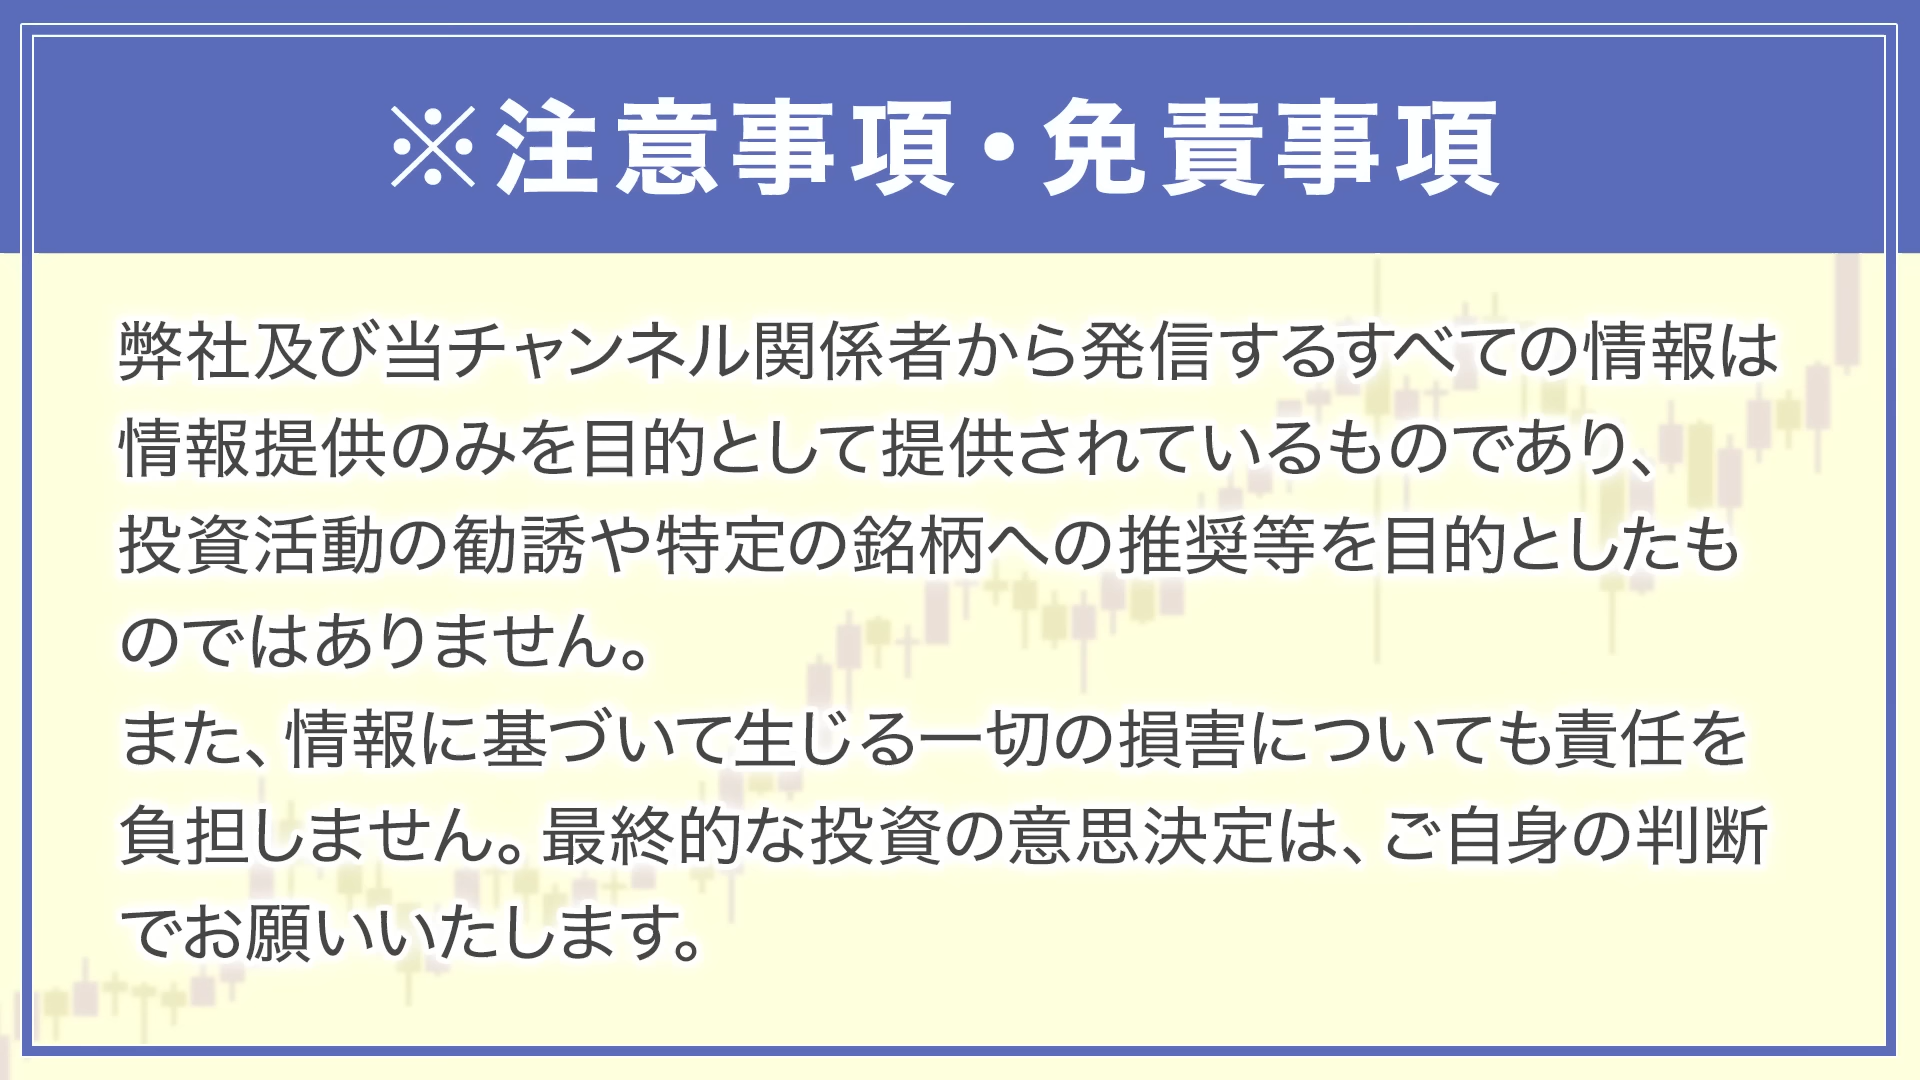 ※注意事項・免責事項
弊社及び当チャンネル関係者から発信するすべての情報は
情報提供のみを目的として提供されているものであり、
投資活動の勧誘や特定の銘柄への推奨等を目的としたも
のではありません。
また、情報に基づいて生じる一切の損害についても責任を
負担しません。最終的な投資の意思決定は、ご自身の判断
でお願いいたします。